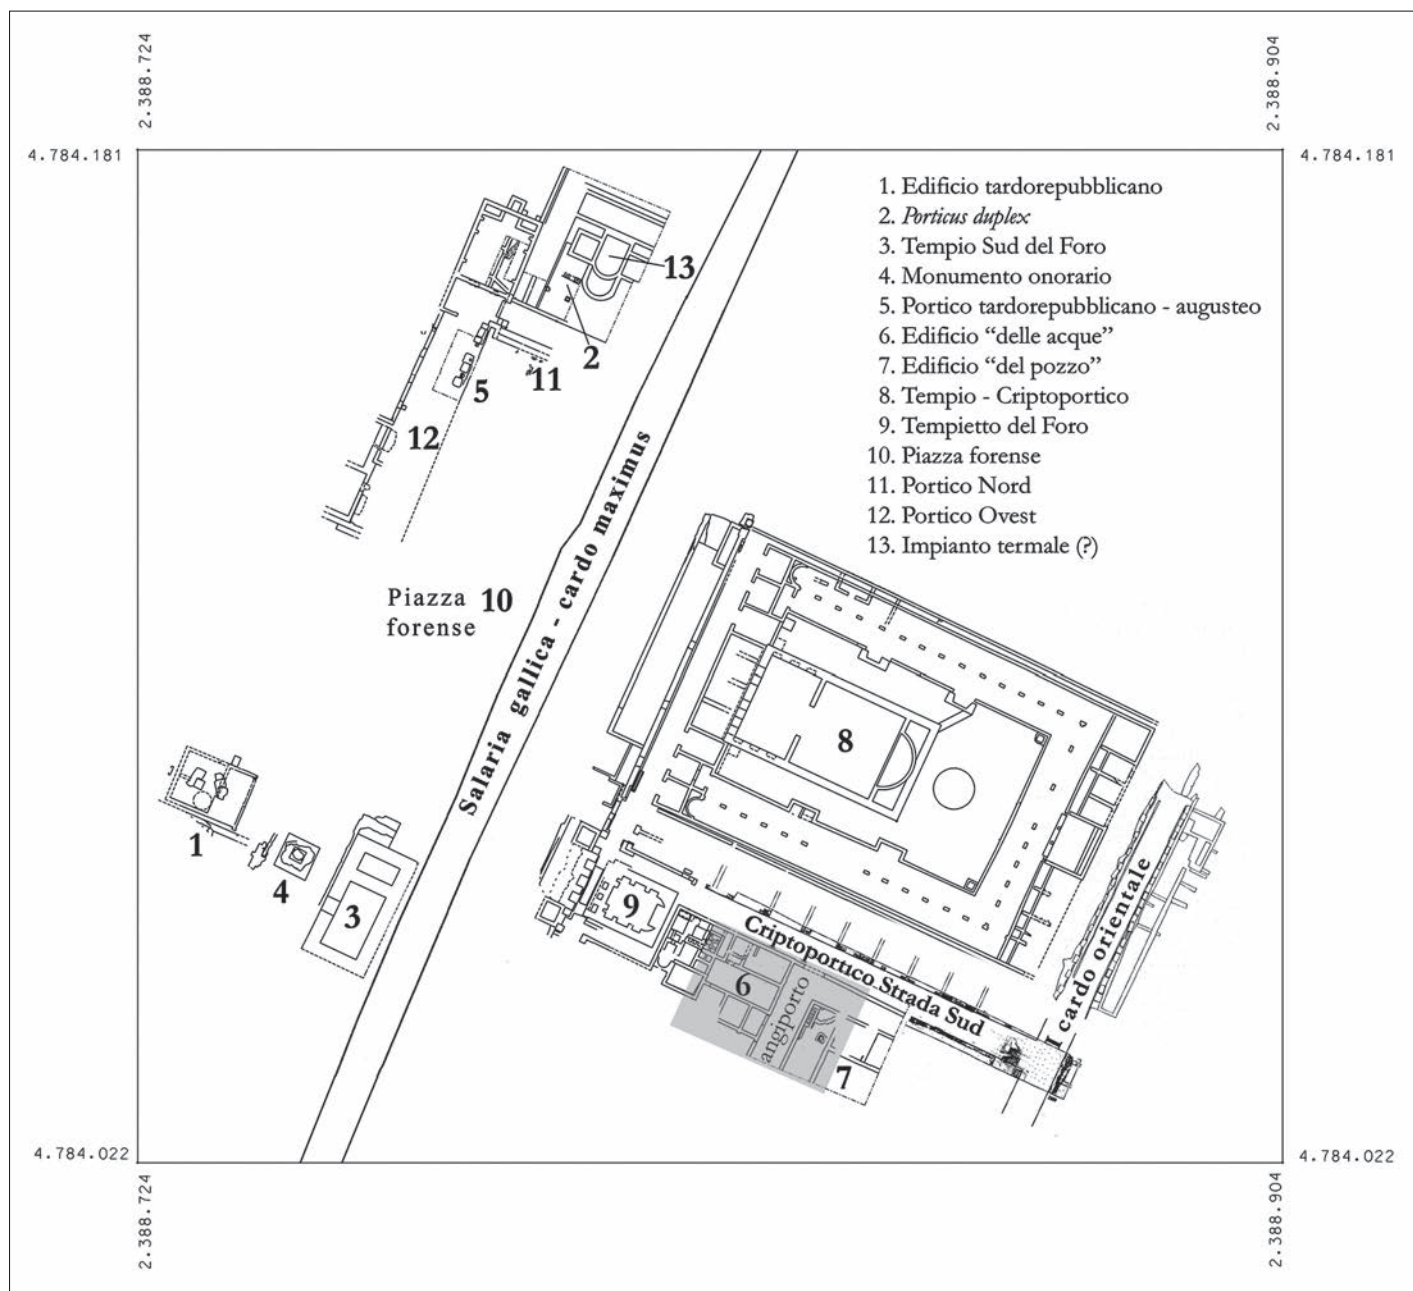 2.388.724
2.388.904
4.784.181
4.784.181
1. Edificio tardorepubblicano
2. Porticus duplex
3. Tempio Sud del Foro
4. Monumento onorario
5. Portico tardorepubblicano - augusteo
6. Edificio “delle acque”
7. Edificio “del pozzo”
8. Tempio - Criptoportico
9. Tempietto del Foro
10. Piazza forense
11. Portico Nord
12. Portico Ovest
13. Impianto termale (?)
13
2
11
5
12
Salaria gallica - cardo maximus
Piazza
forense
10
8
1
4
3
9
Criptoportico Strada Sud
I cardo orientale
6
angiporto
7
4.784.022
4.784.022
2.388.724
2.388.904